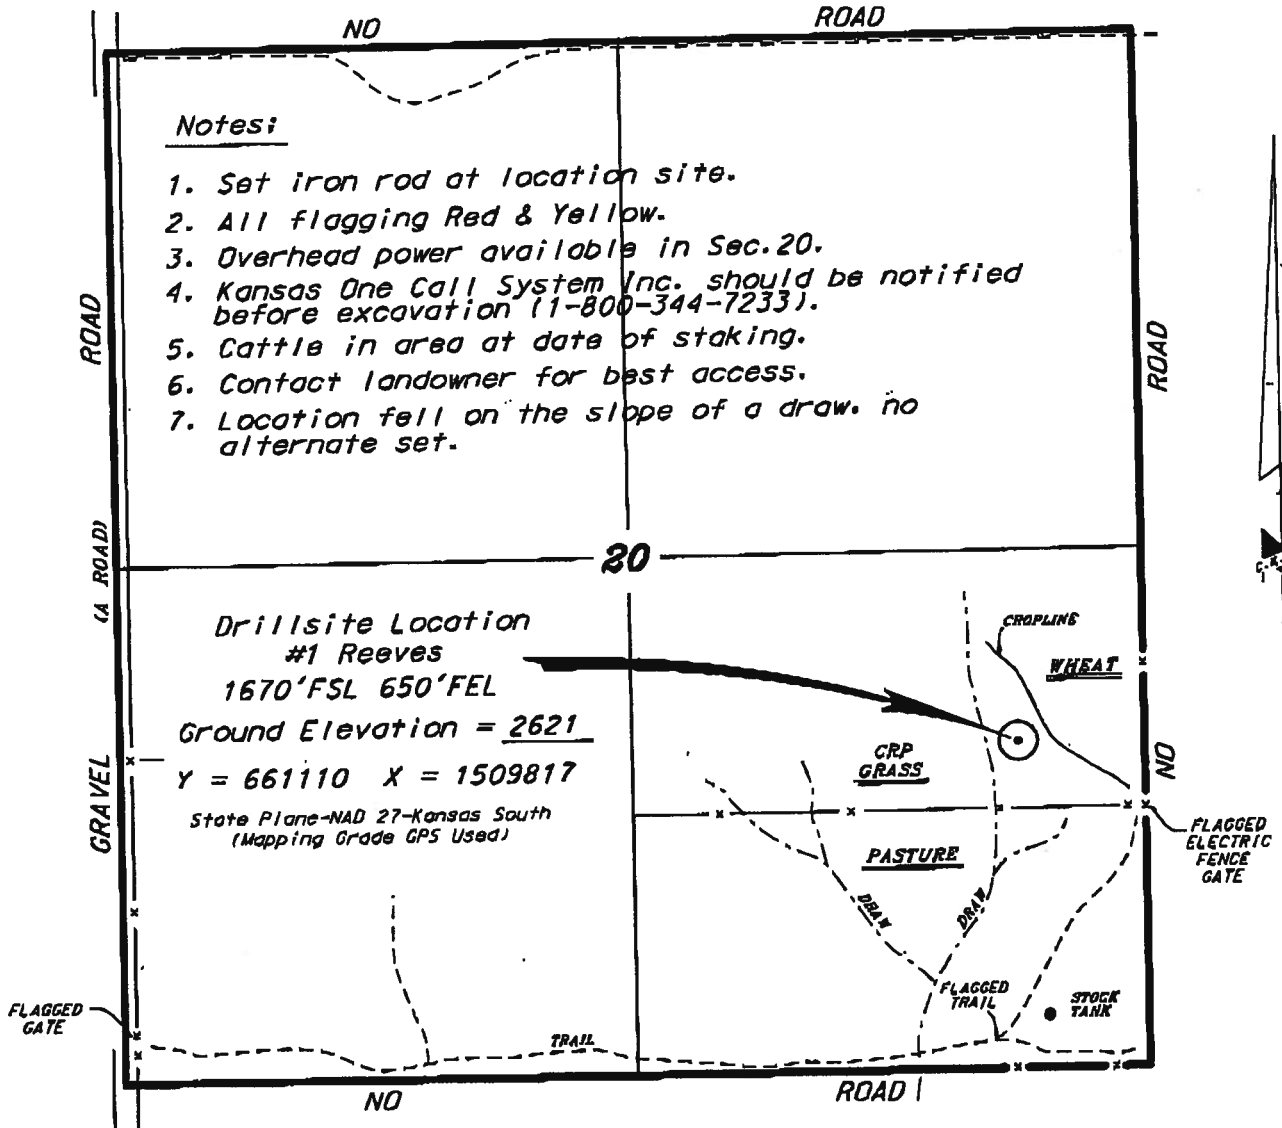 NO
ROAD
Notes:
1. Set iron rod at location site.
2. All flagging Red & Yellow.
3. Overhead power available in Sec.20.
4. Kansas One Call System Inc. should be notified
before excavation (1-800-344-7233).
5. Cattle in area at date of staking.
6. Contact landowner for best access.
7. Location fell on the slope of a draw. no
alternate set.
ROAD
ROAD
(A ROAD)
GRAVEL
20
Drillsite Location
#1 Reeves
1670'FSL 650'FEL
Ground Elevation = 2621
Y = 661110 X = 1509817
State Plane-NAD 27-Kansas South
(Mapping Grade GPS Used)
CROPLINE
WHEAT
CRP
GRASS
NO
PASTURE
FLAGGED
ELECTRIC
FENCE
GATE
DRAW
DRAW
FLAGGED
TRAIL
STOCK
TANK
FLAGGED
GATE
TRAIL
NO
ROAD